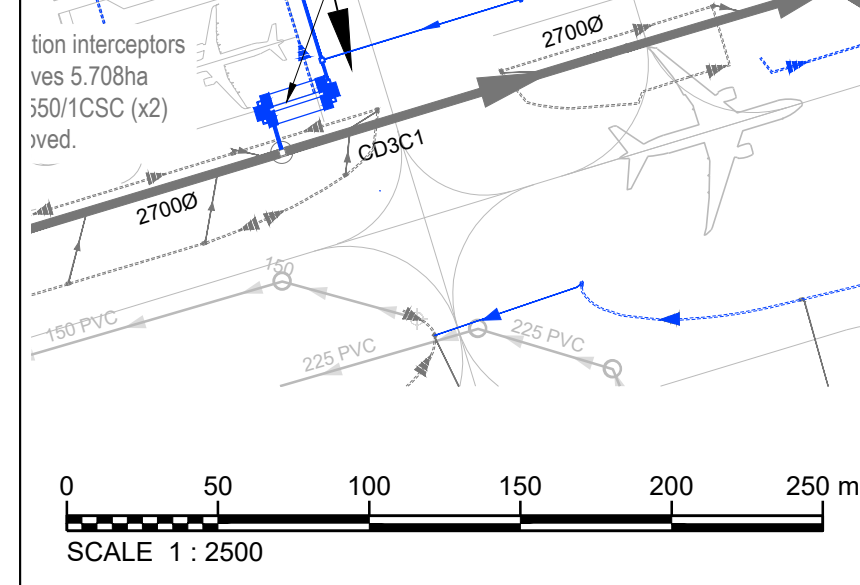 tion interceptors
ves 5.708ha
550/1CSC (x2)
oved.
2700Ø
CD3C1
2700Ø
150
150 PVC
225 PVC
225 PVC
0 50 100 150 200 250 m
SCALE 1 : 2500